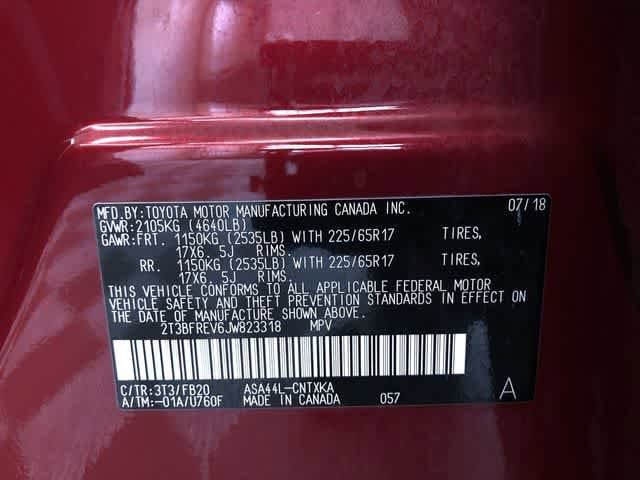 MFD.BY:TOYOTA MOTOR MANUFACTURING CANADA INC. 07/18
GVWR:2105KG (4640LB)
GAWR:FRT. 1150KG (2535LB) WITH 225/65R17 TIRES,
17X6. 5J RIMS.
RR. 1150KG (2535LB) WITH 225/65R17 TIRES,
17X6. 5J RIMS.
THIS VEHICLE CONFORMS TO ALL APPLICABLE FEDERAL MOTOR
VEHICLE SAFETY AND THEFT PREVENTION STANDARDS IN EFFECT ON
THE DATE OF MANUFACTURE SHOWN ABOVE.
2T3BFREV6JW823318 MPV
C/TR:3T3/FB20 ASA44L-CNTXKA A
A/TM:-01A/U760F MADE IN CANADA 057